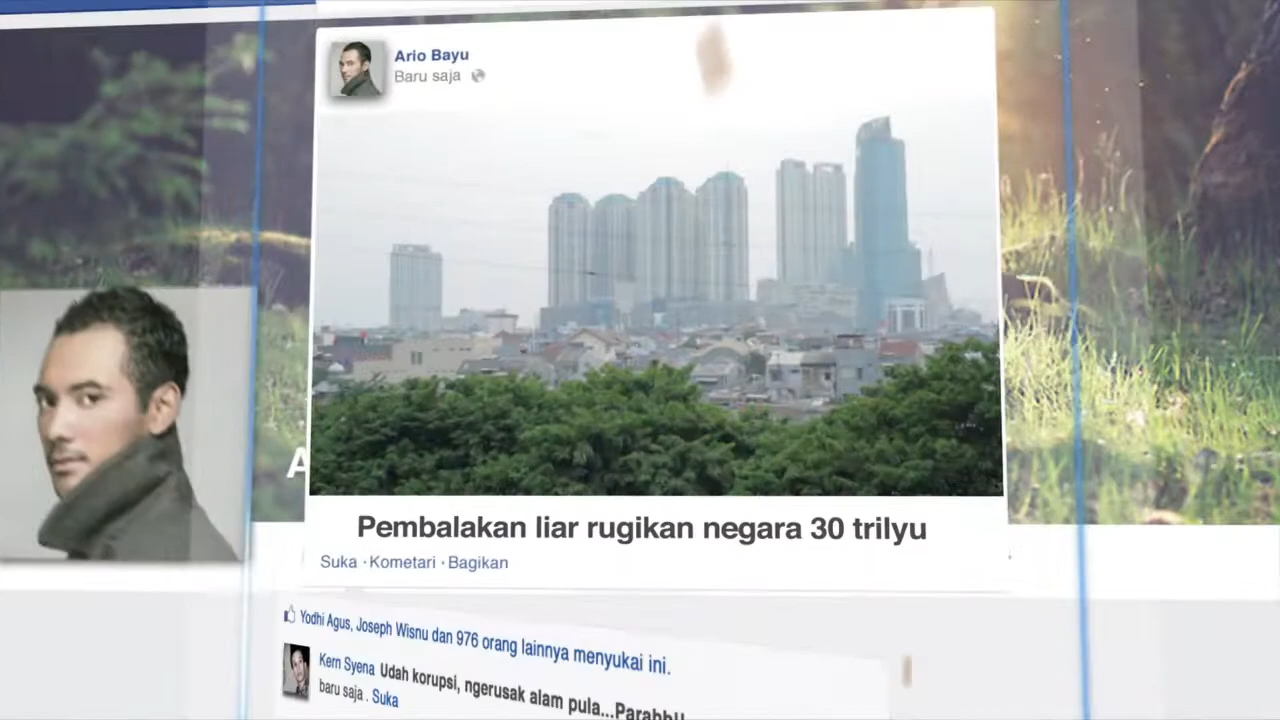 Ario Bayu
Baru saja
A
Pembalakan liar rugikan negara 30 trilyu
Suka · Kometari · Bagikan
Yodhi Agus, Joseph Wisnu dan 976 orang lainnya menyukai ini.
Kern Syena Udah korupsi, ngerusak alam pula...
baru saja . Suka